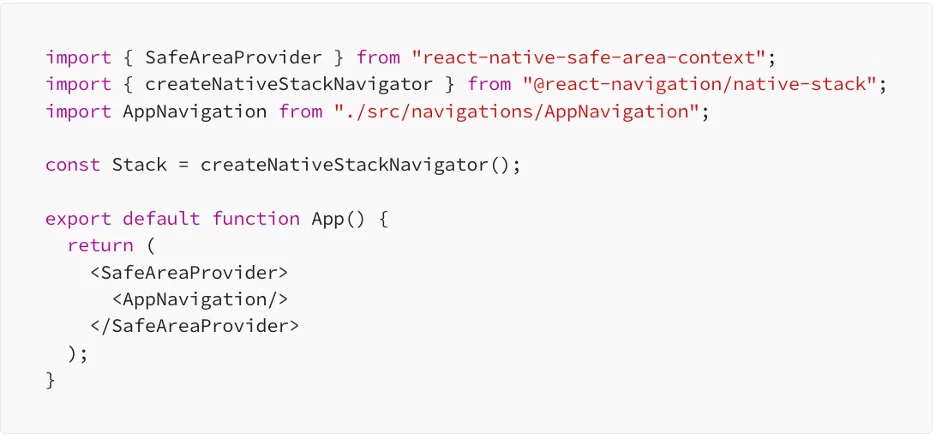 import { SafeAreaProvider } from "react-native-safe-area-context";
import { createNativeStackNavigator } from "@react-navigation/native-stack";
import AppNavigation from "./src/navigations/AppNavigation";

const Stack = createNativeStackNavigator();

export default function App() {
  return (
    <SafeAreaProvider>
      <AppNavigation/>
    </SafeAreaProvider>
  );
}